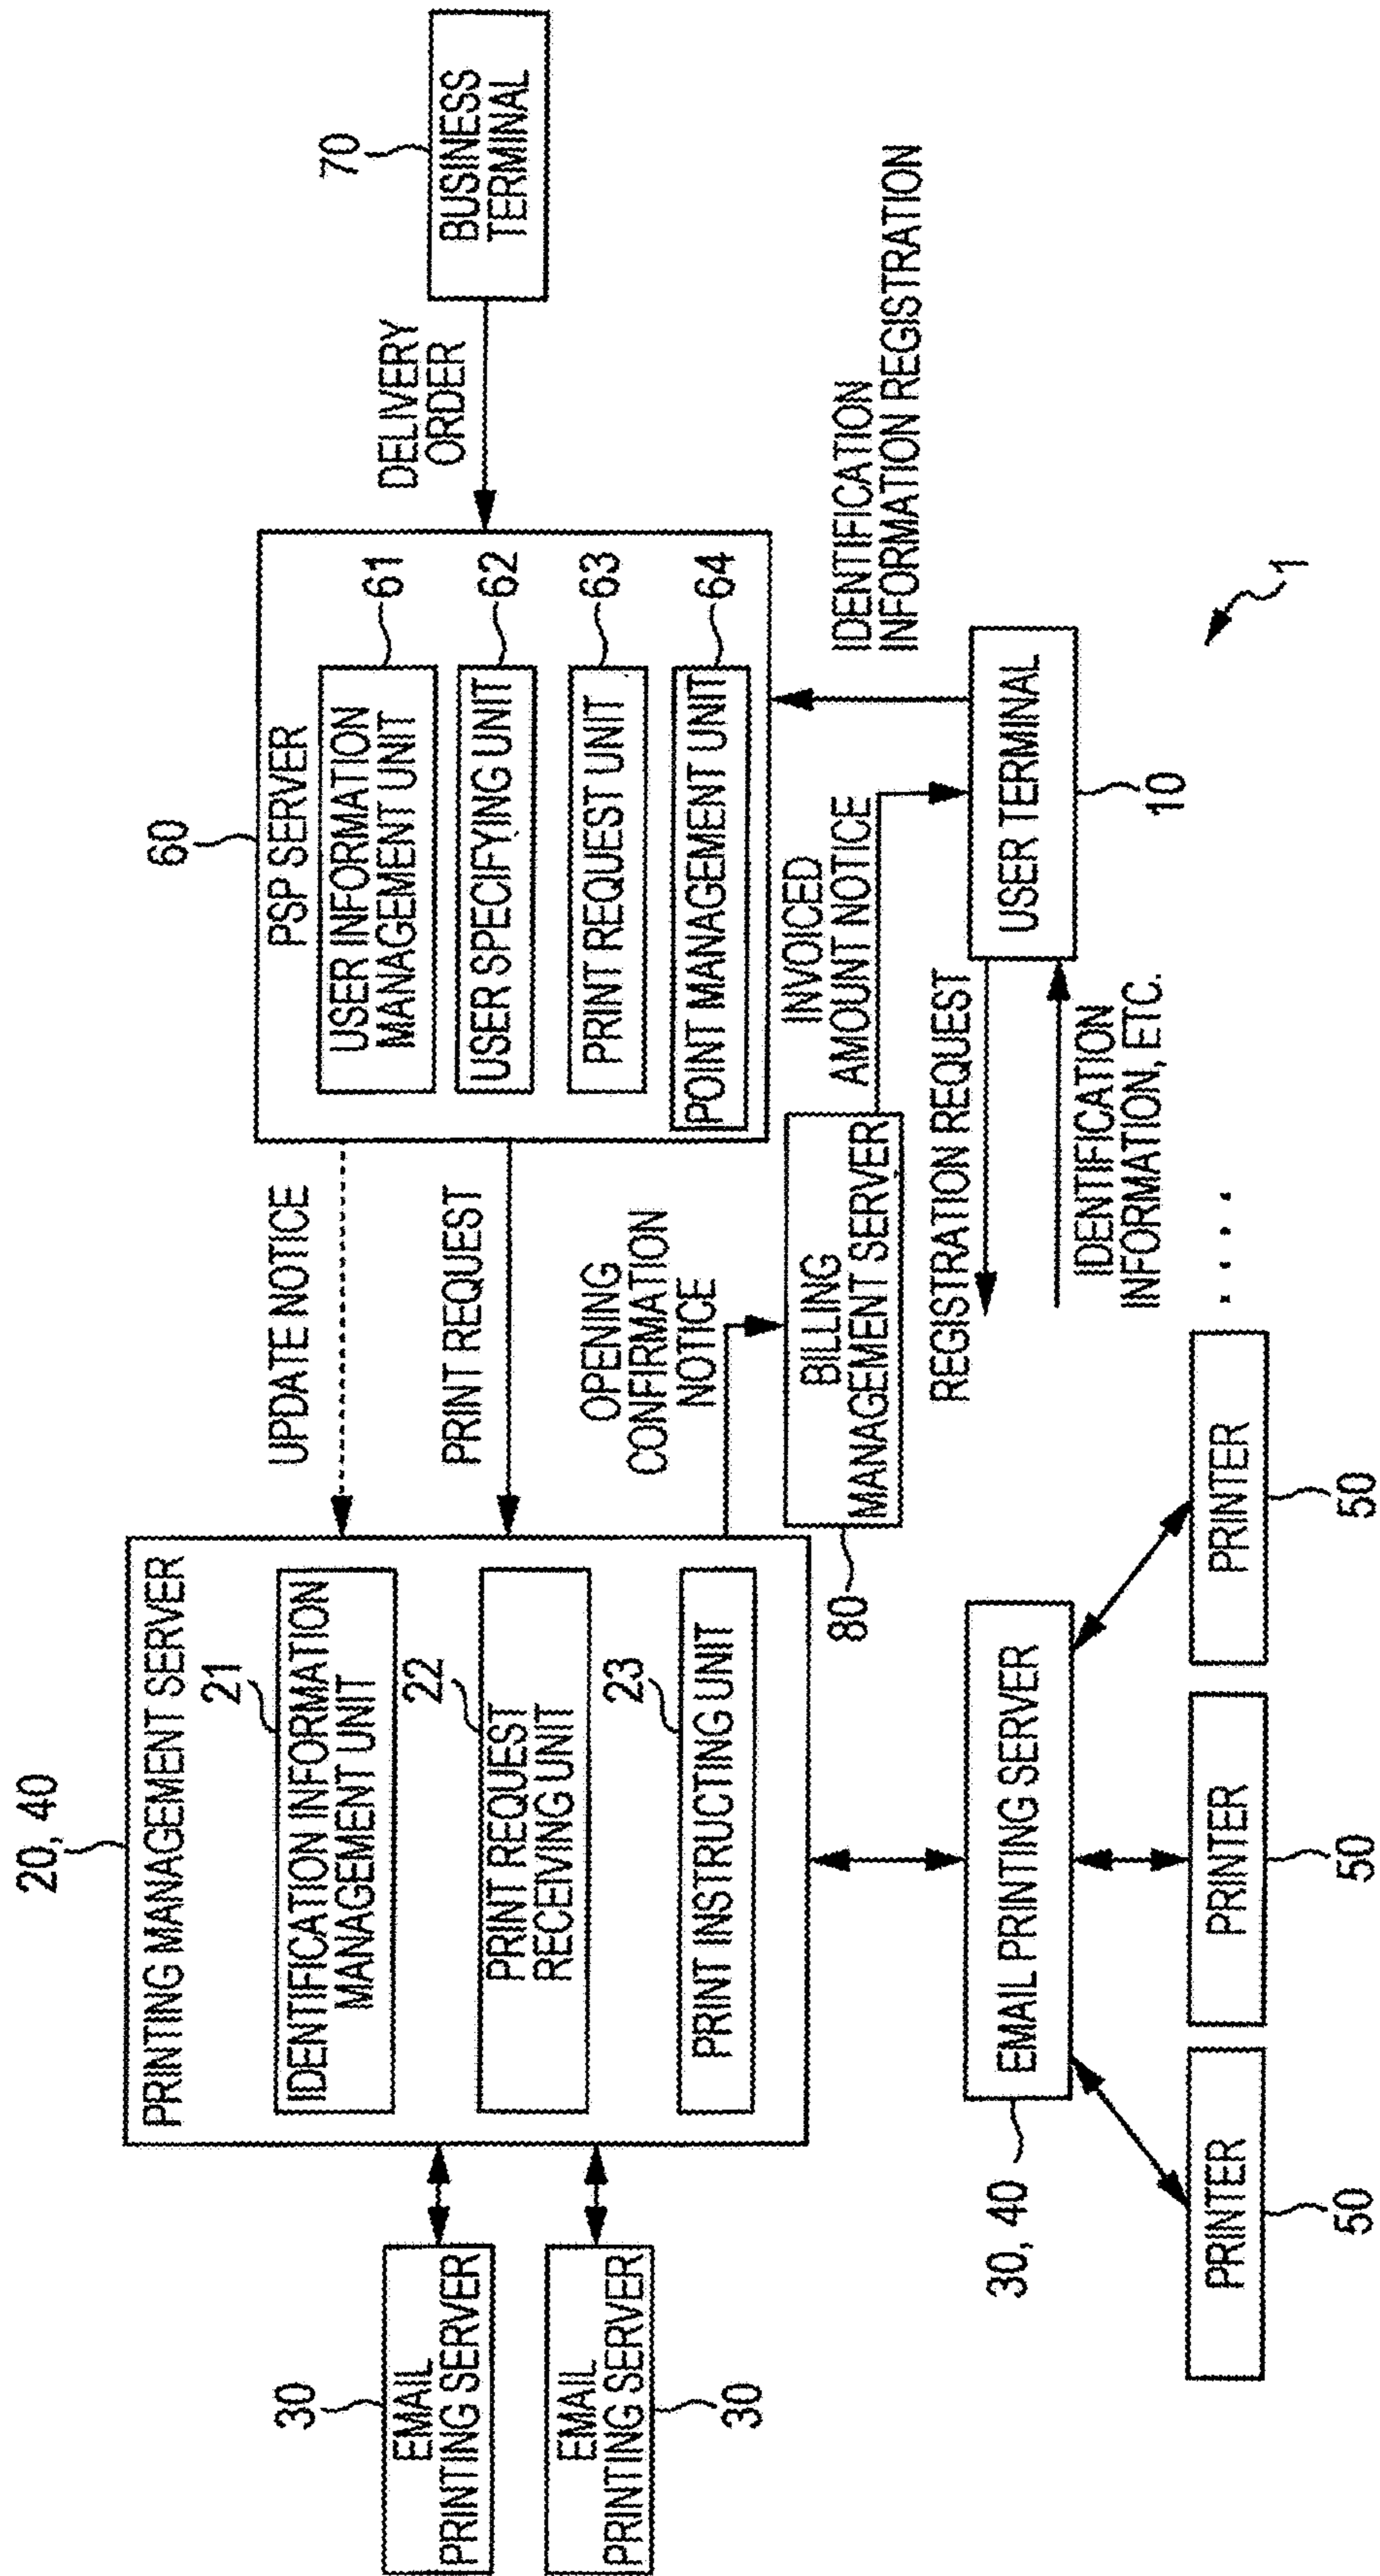 20, 40
PRINTING MANAGEMENT SERVER
21
IDENTIFICATION INFORMATION
MANAGEMENT UNIT
22
PRINT REQUEST
RECEIVING UNIT
23
PRINT INSTRUCTING UNIT
30
EMAIL
PRINTING SERVER
EMAIL
PRINTING SERVER
30
UPDATE NOTICE
PRINT REQUEST
OPENING
CONFIRMATION
NOTICE
60
PSP SERVER
USER INFORMATION
MANAGEMENT UNIT
61
USER SPECIFYING UNIT
62
PRINT REQUEST UNIT
63
POINT MANAGEMENT UNIT
64
DELIVERY
ORDER
70
BUSINESS
TERMINAL
BILLING
MANAGEMENT SERVER
80
INVOICED
AMOUNT NOTICE
IDENTIFICATION
INFORMATION REGISTRATION
REGISTRATION REQUEST
IDENTIFICATION
INFORMATION, ETC.
USER TERMINAL
10
1
EMAIL PRINTING SERVER
30, 40
PRINTER
50
PRINTER
50
PRINTER
50
. . . .